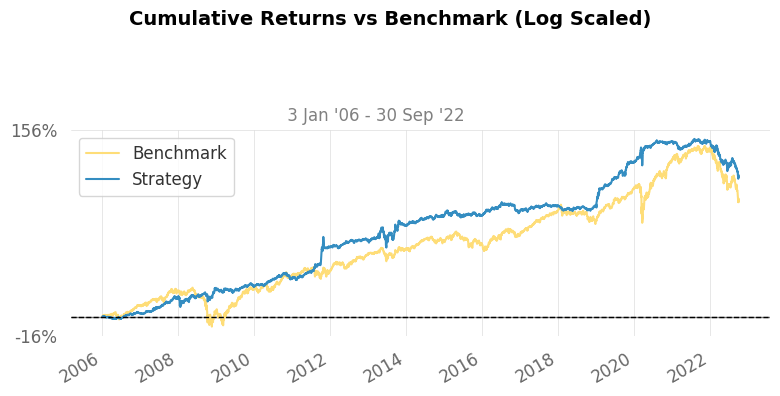 Cumulative Returns vs Benchmark (Log Scaled)
3 Jan '06 - 30 Sep '22
156%
Benchmark
Strategy
-16%
2006
2008
2010
2012
2014
2016
2018
2020
2022